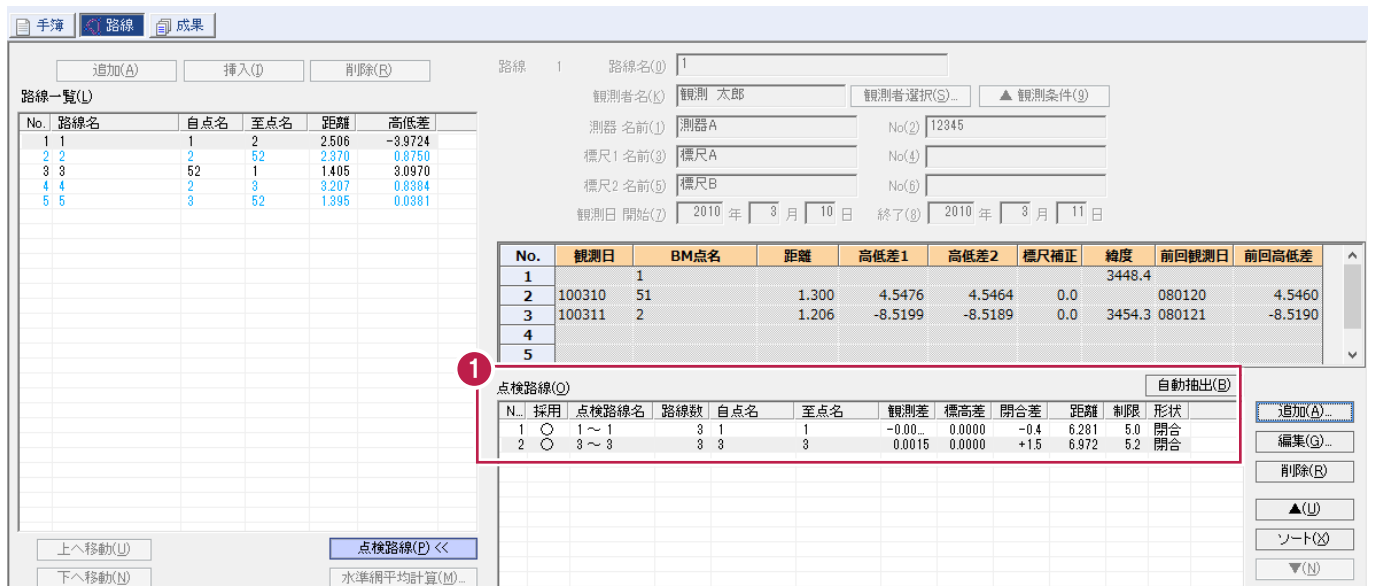 手簿 路線 成果
追加(A) 挿入(I) 削除(R)
路線一覧(L)
No. 路線名 自点名 至点名 距離 高低差
1 1 1 2 2.506 -3.9724
2 2 2 52 2.370 0.8750
3 3 52 1 1.405 3.0970
4 4 2 3 3.207 0.8384
5 5 3 52 1.395 0.0381
上へ移動(U) 点検路線(P) <<
下へ移動(N) 水準網平均計算(M)...
路線 1 路線名(0) 1
観測者名(K) 観測 太郎 観測者選択(S)... ▲ 観測条件(9)
測器 名前(1) 測器A No(2) 12345
標尺1 名前(3) 標尺A No(4)
標尺2 名前(5) 標尺B No(6)
観測日 開始(7) 2010 年 3 月 10 日 終了(8) 2010 年 3 月 11 日
No. 観測日 BM点名 距離 高低差1 高低差2 標尺補正 緯度 前回観測日 前回高低差
1 1 3448.4
2 100310 51 1.300 4.5476 4.5464 0.0 080120 4.5460
3 100311 2 1.206 -8.5199 -8.5189 0.0 3454.3 080121 -8.5190
4
5
1
点検路線(O) 自動抽出(B)
N... 採用 点検路線名 路線数 自点名 至点名 観測差 標高差 閉合差 距離 制限 形状
1 ○ 1～1 3 1 1 -0.00... 0.0000 -0.4 6.281 5.0 閉合
2 ○ 3～3 3 3 3 0.0015 0.0000 +1.5 6.972 5.2 閉合
追加(A)...
編集(G)...
削除(R)
▲(U)
ソート(X)
▼(N)